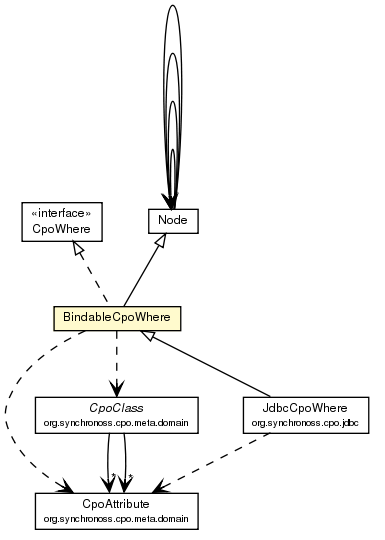 «interface»
CpoWhere
Node
BindableCpoWhere
CpoClass
org.synchronoss.cpo.meta.domain
JdbcCpoWhere
org.synchronoss.cpo.jdbc
*
*
CpoAttribute
org.synchronoss.cpo.meta.domain